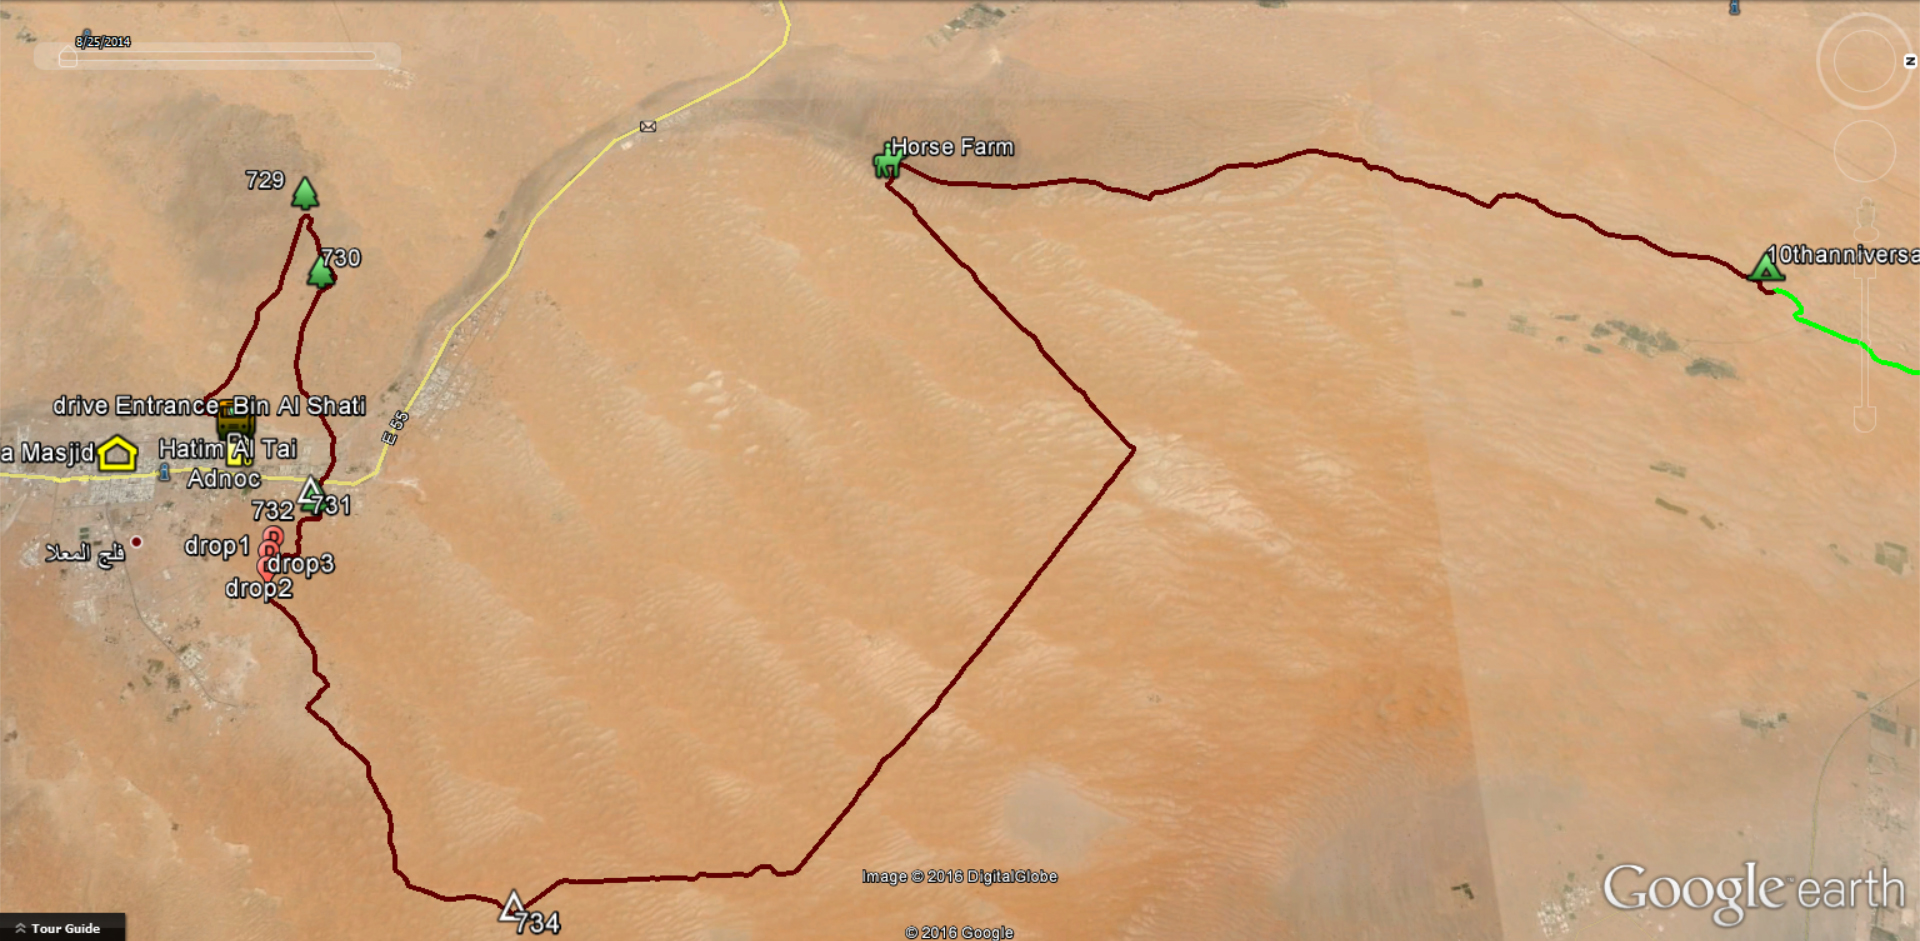 8/25/2014
N
Horse Farm
729
730
10thanniversa
drive Entrance Bin Al Shati
E 55
a Masjid
Hatim Al Tai
Adnoc
731
732
drop1
فلج المعلا
drop3
drop2
Image © 2016 DigitalGlobe
Google earth
734
Tour Guide
© 2016 Google